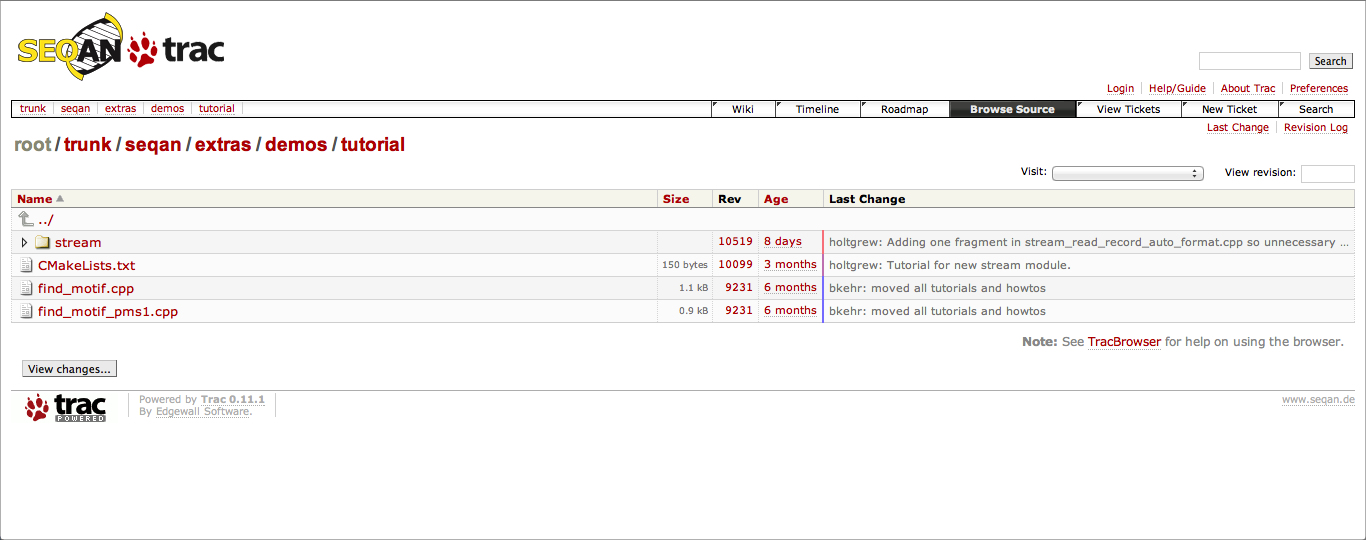 SEQAN trac
Search
Login Help/Guide About Trac Preferences
trunk seqan extras demos tutorial Wiki Timeline Roadmap Browse Source View Tickets New Ticket Search
Last Change Revision Log
root / trunk / seqan / extras / demos / tutorial
Visit: View revision:
Name Size Rev Age Last Change
../
stream 10519 8 days holtgrew: Adding one fragment in stream_read_record_auto_format.cpp so unnecessary ...
CMakeLists.txt 150 bytes 10099 3 months holtgrew: Tutorial for new stream module.
find_motif.cpp 1.1 kB 9231 6 months bkehr: moved all tutorials and howtos
find_motif_pms1.cpp 0.9 kB 9231 6 months bkehr: moved all tutorials and howtos
Note: See TracBrowser for help on using the browser.
View changes...
trac POWERED
Powered by Trac 0.11.1
By Edgewall Software.
www.seqan.de